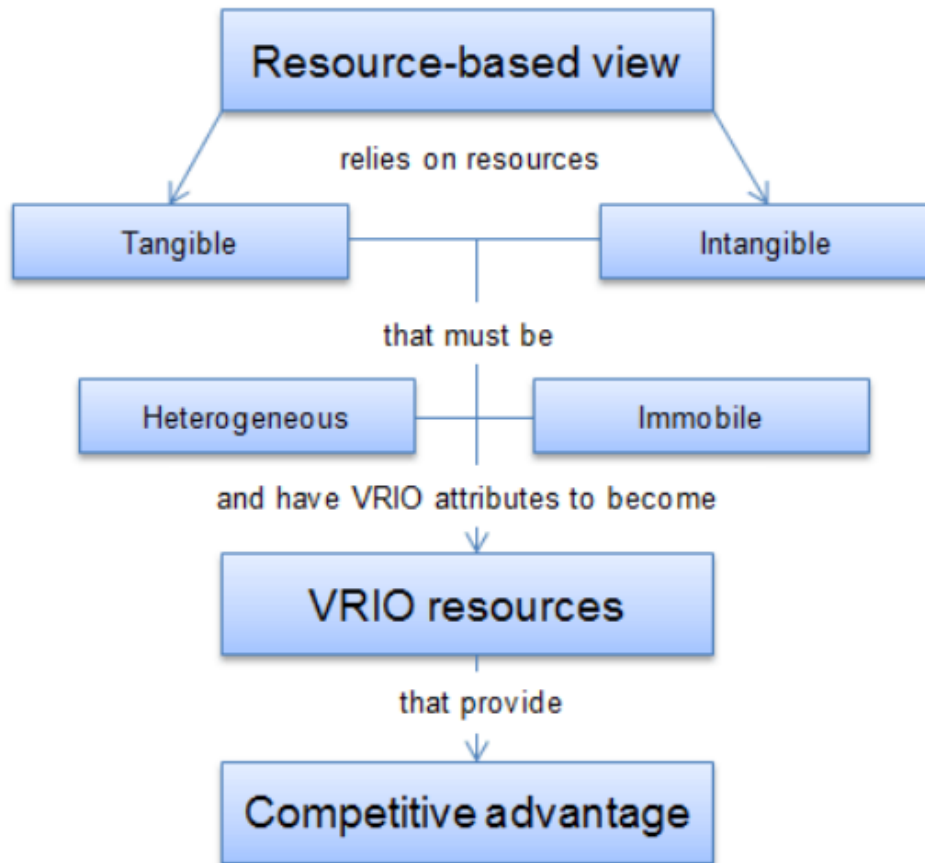 Resource-based view
relies on resources
Tangible
Intangible
that must be
Heterogeneous
Immobile
and have VRIO attributes to become
VRIO resources
that provide
Competitive advantage